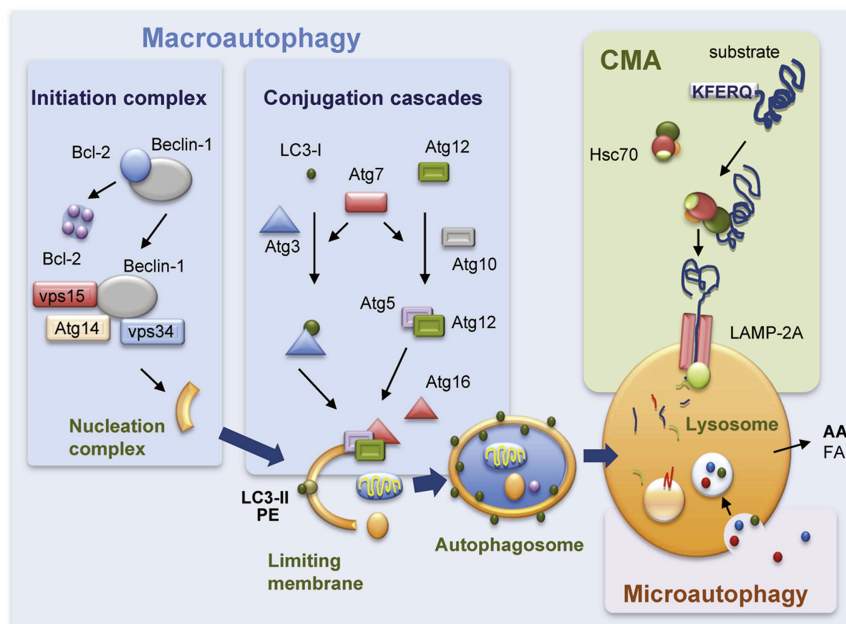 Macroautophagy
Initiation complex
Bcl-2
Beclin-1
Bcl-2
Beclin-1
vps15
Atg14
vps34
Nucleation
complex
Conjugation cascades
LC3-I
Atg12
Atg7
Atg3
Atg10
Atg5
Atg12
Atg16
LC3-II
PE
Limiting
membrane
Autophagosome
CMA
substrate
KFERQ
Hsc70
LAMP-2A
Lysosome
AA
FA
Microautophagy